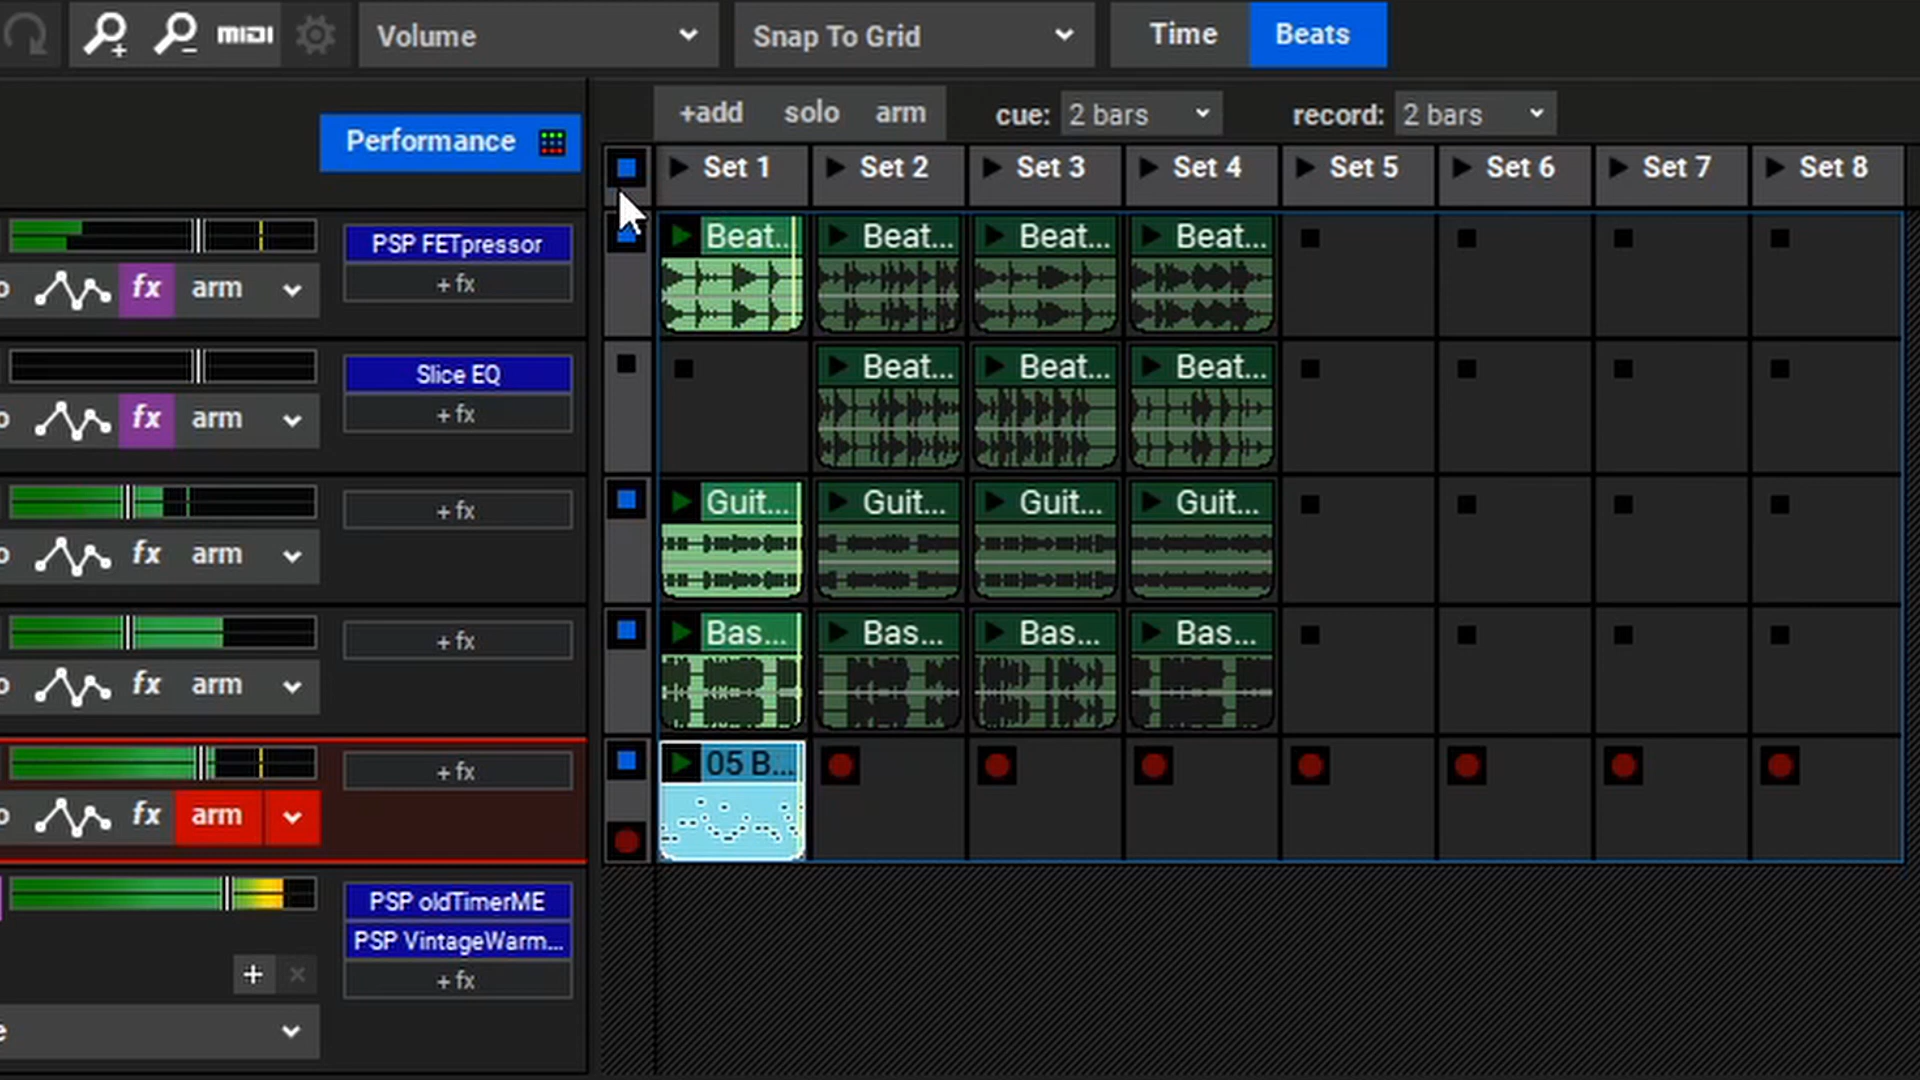 MIDI Volume Snap To Grid Time Beats
+add solo arm cue: 2 bars record: 2 bars
Performance
Set 1 Set 2 Set 3 Set 4 Set 5 Set 6 Set 7 Set 8
PSP FETpressor
+ fx
fx arm
Beat... Beat... Beat... Beat...
Slice EQ
+ fx
fx arm
Beat... Beat... Beat...
+ fx
fx arm
Guit... Guit... Guit... Guit...
+ fx
fx arm
Bas... Bas... Bas... Bas...
+ fx
fx arm
05 B...
PSP oldTimerME
PSP VintageWarm...
+ fx